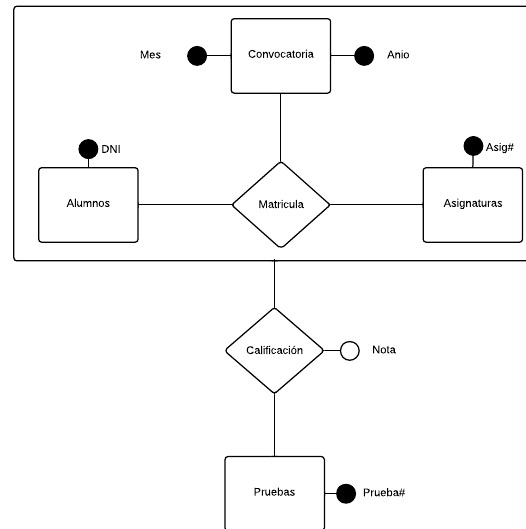 Mes
Convocatoria
Anio
DNI
Asig#
Alumnos
Matricula
Asignaturas
Calificación
Nota
Pruebas
Prueba#